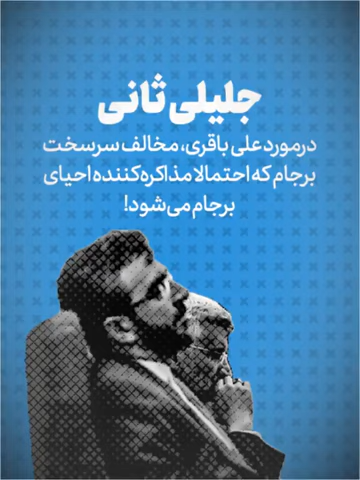 جلیلی ثانی
درمورد علی باقری، مخالف سرسخت
برجام که احتمالا مذاکره‌کننده احیای
برجام می‌شود!